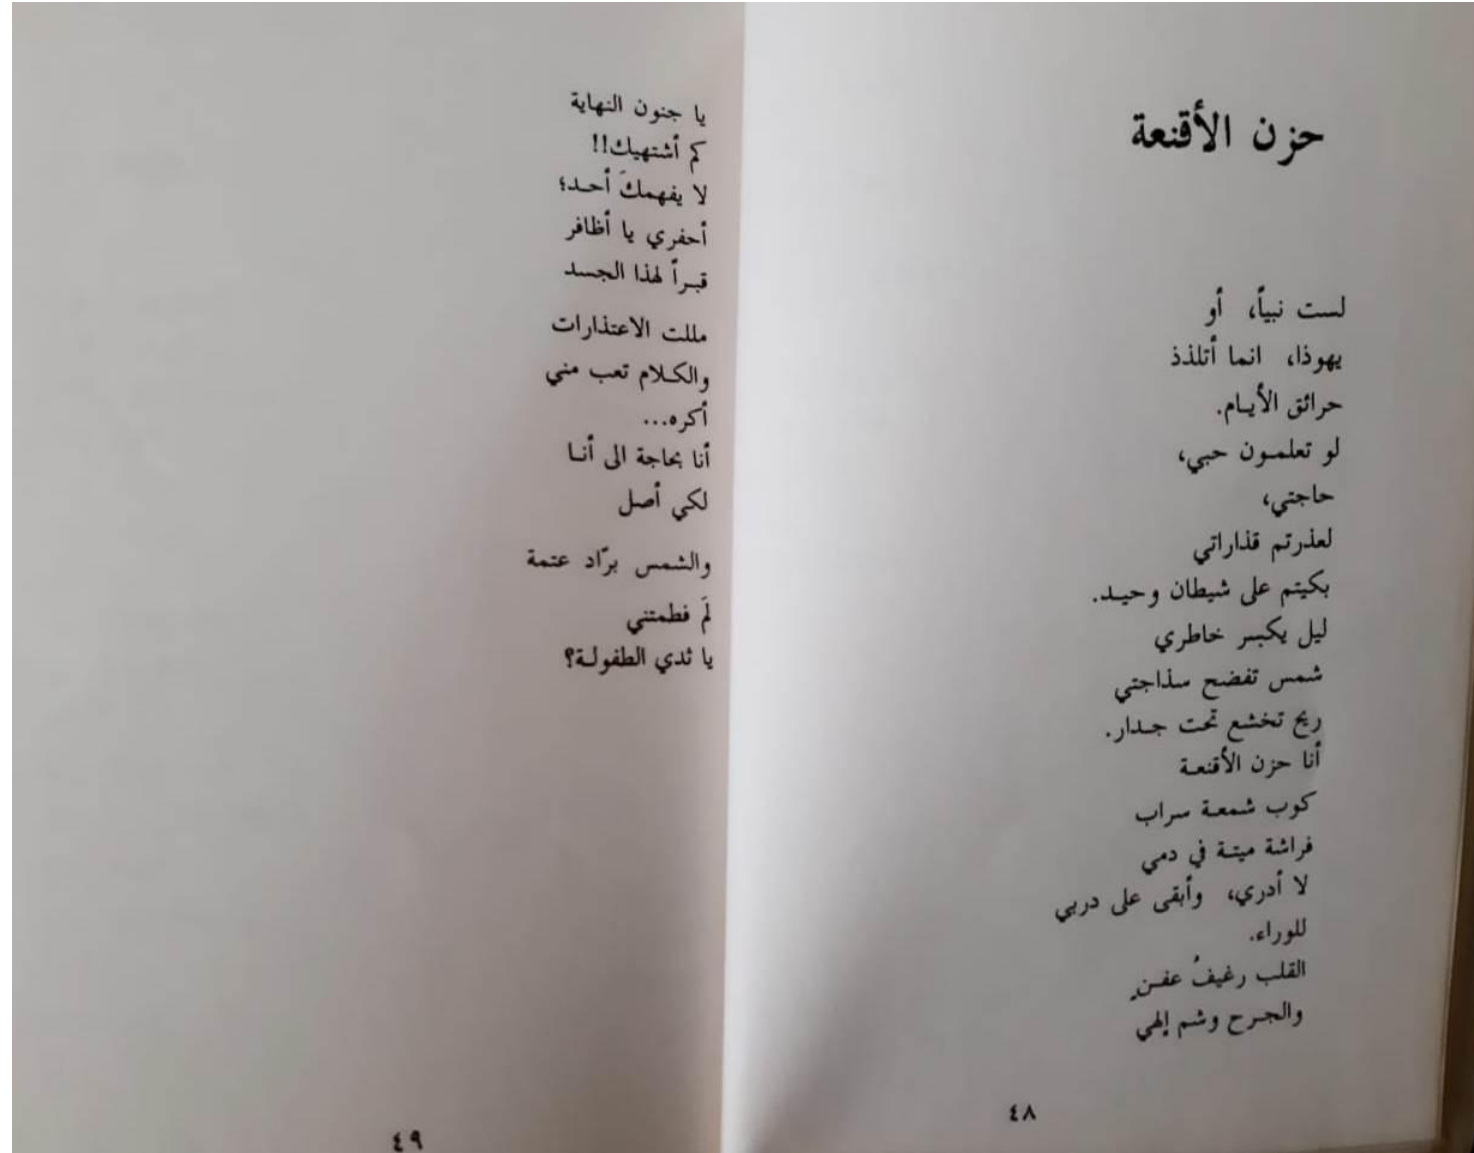 حزن الأقنعة
لست نبياً، أو
يهوذا، انما أتلذذ
حرائق الأيام.
لو تعلمون حبي،
حاجتي،
لعذرتم قذاراتي
بكيتم على شيطان وحيد.
ليل يكسر خاطري
شمس تفضح سذاجتي
ريح تخشع تحت جدار.
أنا حزن الأقنعة
كوب شمعة سراب
فراشة ميتة في دمي
لا أدري، وأبقى على دربي
للوراء.
القلب رغيفُ عفنٍ
والجرح وشم إلهي
٤٨
يا جنون النهاية
كم أشتهيك!!
لا يفهمكَ أحد؛
أحفري يا أظافر
قبراً لهذا الجسد
مللت الاعتذارات
والكلام تعب مني
أكره...
أنا بحاجة الى أنا
لكي أصل
والشمس برّاد عتمة
لمَ فطمتني
يا ثدي الطفولة؟
٤٩